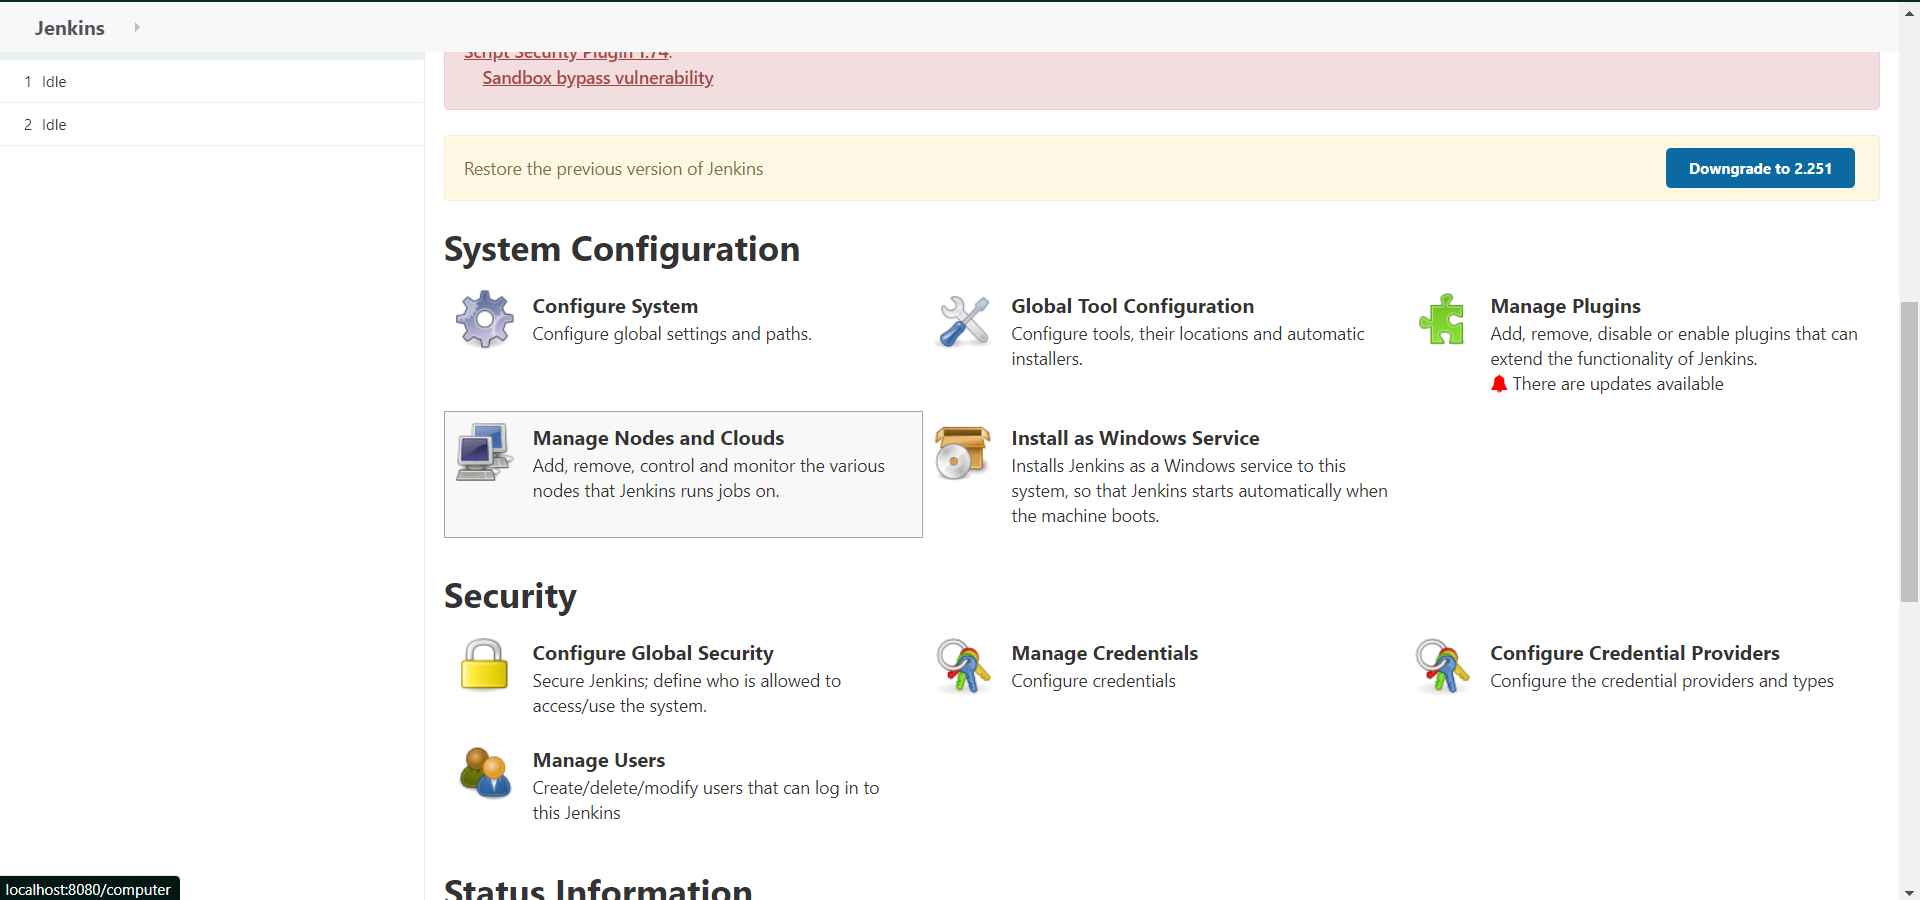 Jenkins
Script Security Plugin 1.74:
Sandbox bypass vulnerability
1 Idle
2 Idle
Restore the previous version of Jenkins
Downgrade to 2.251
System Configuration
Configure System
Configure global settings and paths.
Global Tool Configuration
Configure tools, their locations and automatic
installers.
Manage Plugins
Add, remove, disable or enable plugins that can
extend the functionality of Jenkins.
There are updates available
Manage Nodes and Clouds
Add, remove, control and monitor the various
nodes that Jenkins runs jobs on.
Install as Windows Service
Installs Jenkins as a Windows service to this
system, so that Jenkins starts automatically when
the machine boots.
Security
Configure Global Security
Secure Jenkins; define who is allowed to
access/use the system.
Manage Credentials
Configure credentials
Configure Credential Providers
Configure the credential providers and types
Manage Users
Create/delete/modify users that can log in to
this Jenkins
Status Information
localhost:8080/computer